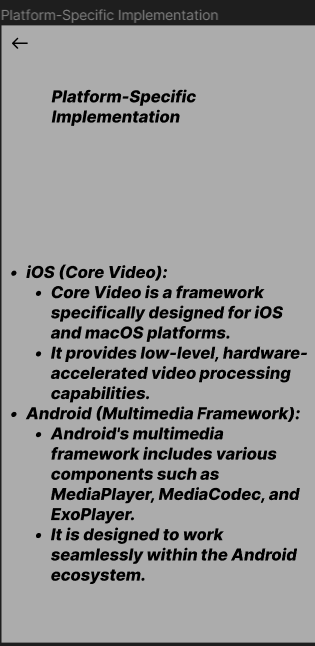 Platform-Specific Implementation
Platform-Specific
Implementation
• iOS (Core Video):
• Core Video is a framework
specifically designed for iOS
and macOS platforms.
• It provides low-level, hardware-
accelerated video processing
capabilities.
• Android (Multimedia Framework):
• Android's multimedia
framework includes various
components such as
MediaPlayer, MediaCodec, and
ExoPlayer.
• It is designed to work
seamlessly within the Android
ecosystem.